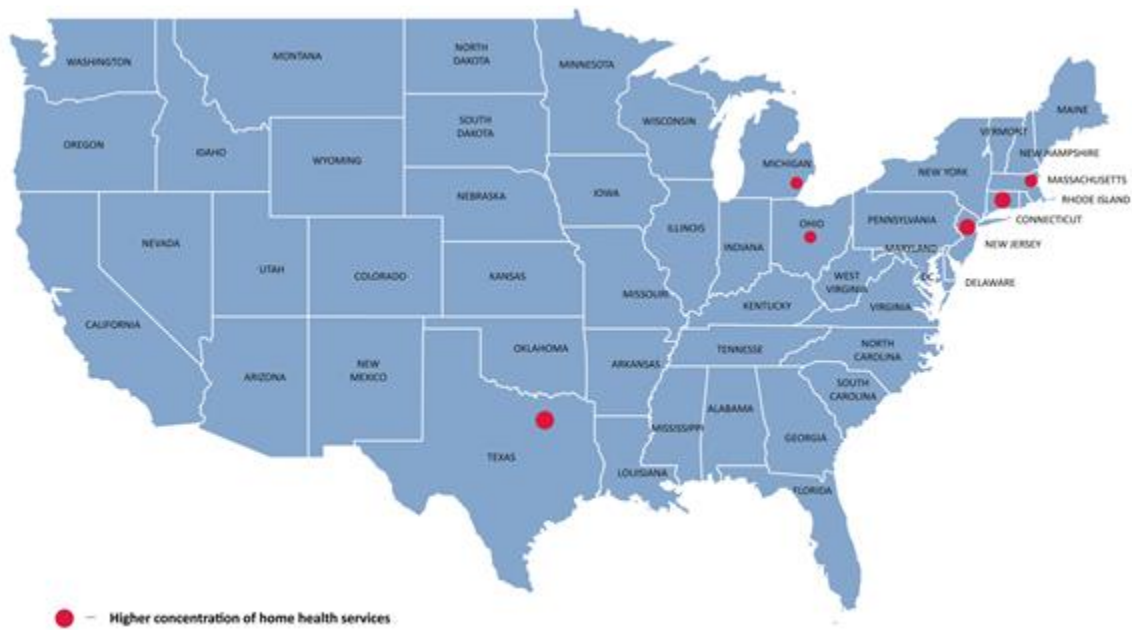 WASHINGTON
MONTANA
NORTH
DAKOTA
MINNESOTA
MAINE
OREGON
IDAHO
WYOMING
SOUTH
DAKOTA
WISCONSIN
MICHIGAN
VERMONT
NEW HAMPSHIRE
NEW YORK
MASSACHUSETTS
RHODE ISLAND
CONNECTICUT
NEVADA
UTAH
COLORADO
NEBRASKA
KANSAS
IOWA
ILLINOIS
INDIANA
OHIO
PENNSYLVANIA
MARYLAND
NEW JERSEY
DC
DELAWARE
WEST
VIRGINIA
VIRGINIA
CALIFORNIA
MISSOURI
KENTUCKY
ARIZONA
NEW
MEXICO
OKLAHOMA
ARKANSAS
TENNESSE
NORTH
CAROLINA
SOUTH
CAROLINA
TEXAS
LOUISIANA
MISSISSIPPI
ALABAMA
GEORGIA
FLORIDA
– Higher concentration of home health services